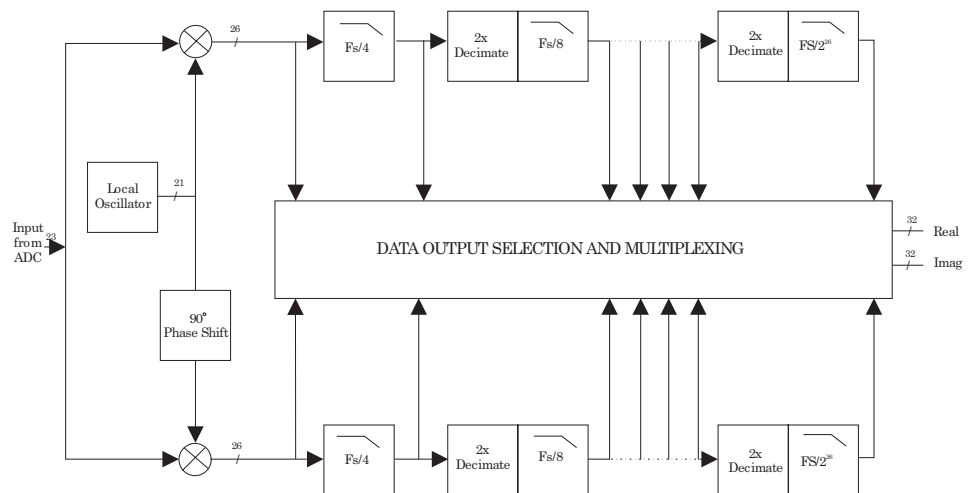 26
Fs/4
2x
Decimate
Fs/8
2x
Decimate
FS/2²⁶
Local
Oscillator
21
Input
from
ADC
23
DATA OUTPUT SELECTION AND MULTIPLEXING
32
Real
32
Imag
90°
Phase Shift
26
Fs/4
2x
Decimate
Fs/8
2x
Decimate
FS/2²⁶